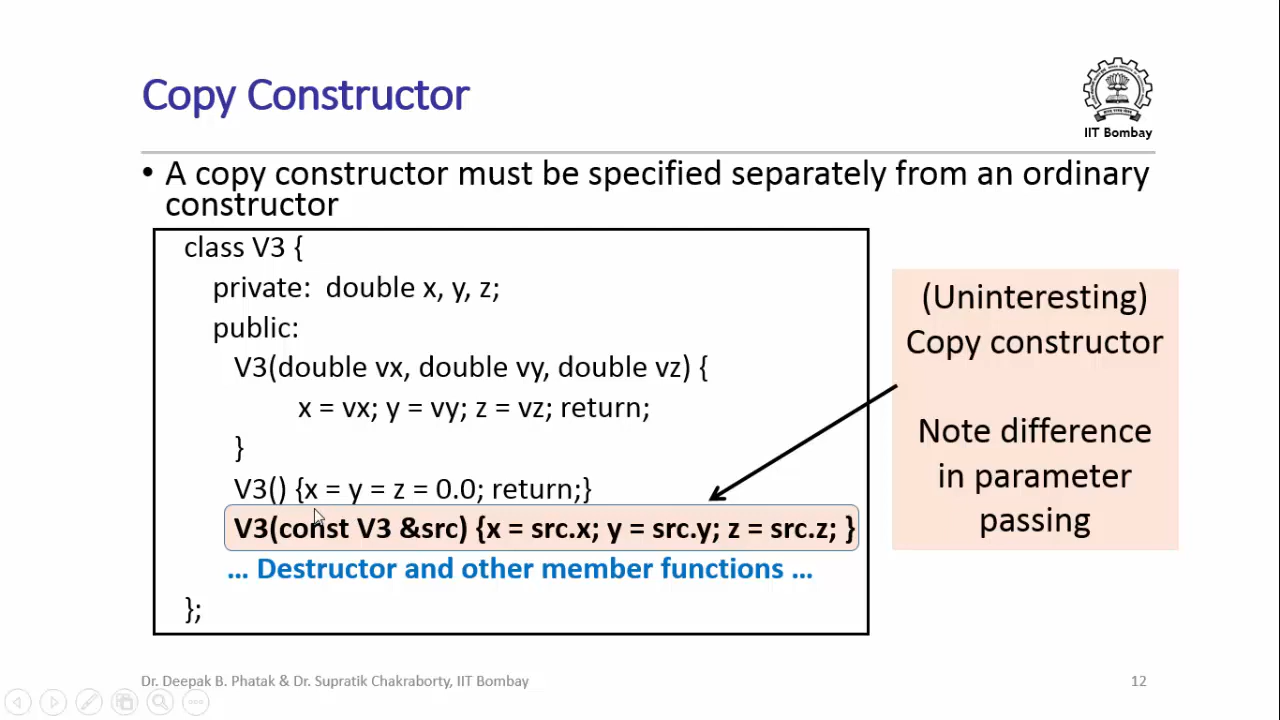 Copy Constructor
IIT Bombay
• A copy constructor must be specified separately from an ordinary
constructor
class V3 {
private: double x, y, z;
public:
V3(double vx, double vy, double vz) {
x = vx; y = vy; z = vz; return;
}
V3() {x = y = z = 0.0; return;}
V3(const V3 &src) {x = src.x; y = src.y; z = src.z; }
... Destructor and other member functions ...
};
(Uninteresting)
Copy constructor
Note difference
in parameter
passing
Dr. Deepak B. Phatak & Dr. Supratik Chakraborty, IIT Bombay
12